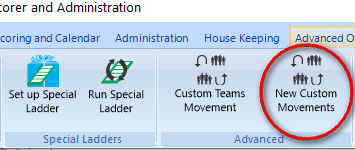 corer and Administration
coring and Calendar Administration House Keeping Advanced O
Set up Special Ladder Run Special Ladder Custom Teams Movement New Custom Movements
Special Ladders Advanced